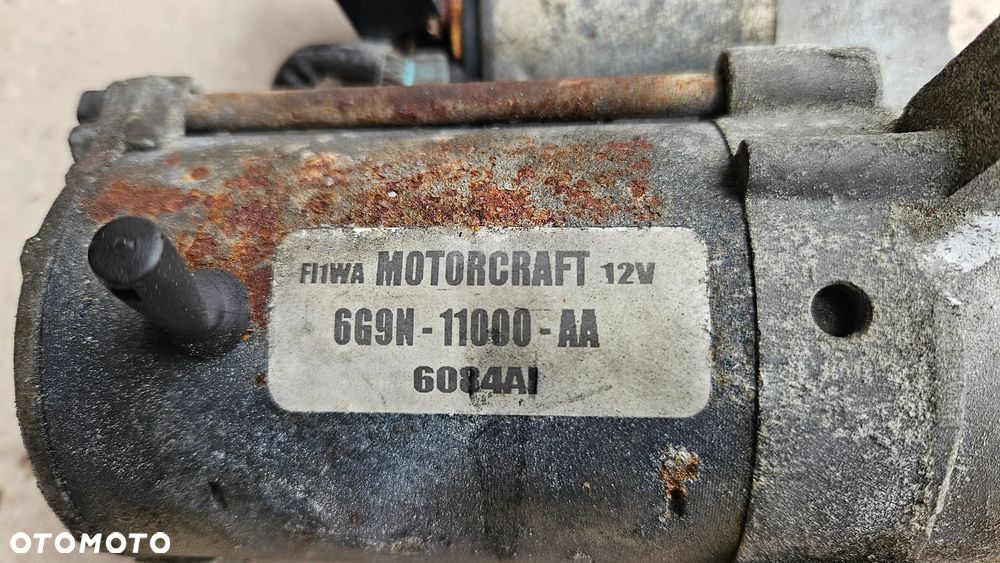 FI1WA MOTORCRAFT 12V
6G9N - 11000 - AA
6084AI
OTOMOTO